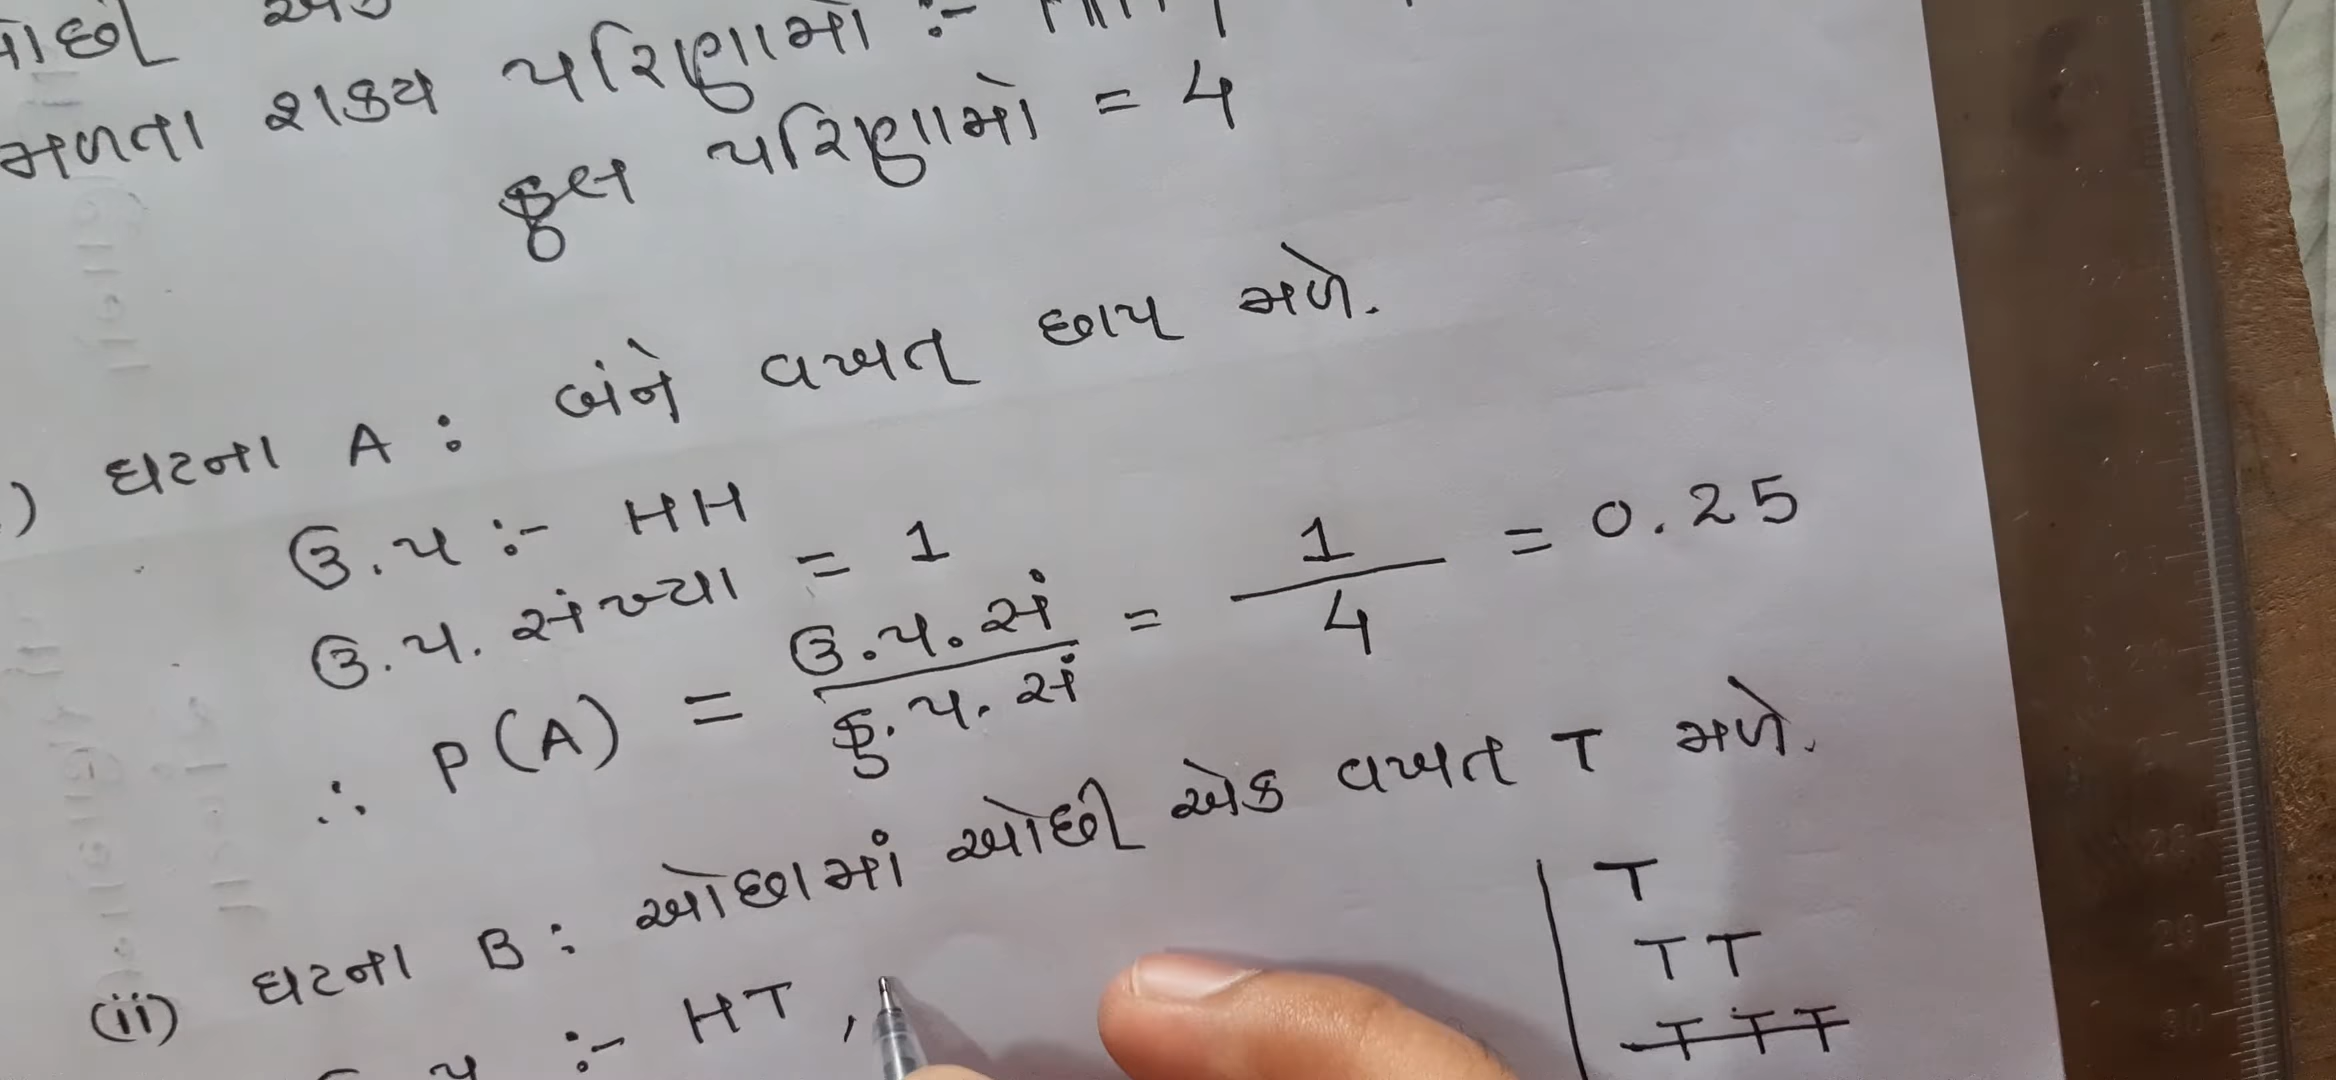 મળતા શક્ય પરિણામો :-
કુલ પરિણામો = 4
) ઘટના A : બંને વખત છાપ મળે.
ઉ.પ :- HH
ઉ.પ. સંખ્યા = 1
∴ P(A) = ઉ.પ.સં / કુ.પ.સં = 1 / 4 = 0.25
(ii) ઘટના B : ઓછામાં ઓછી એક વખત T મળે.
:- HT ,
T
TT
TTT